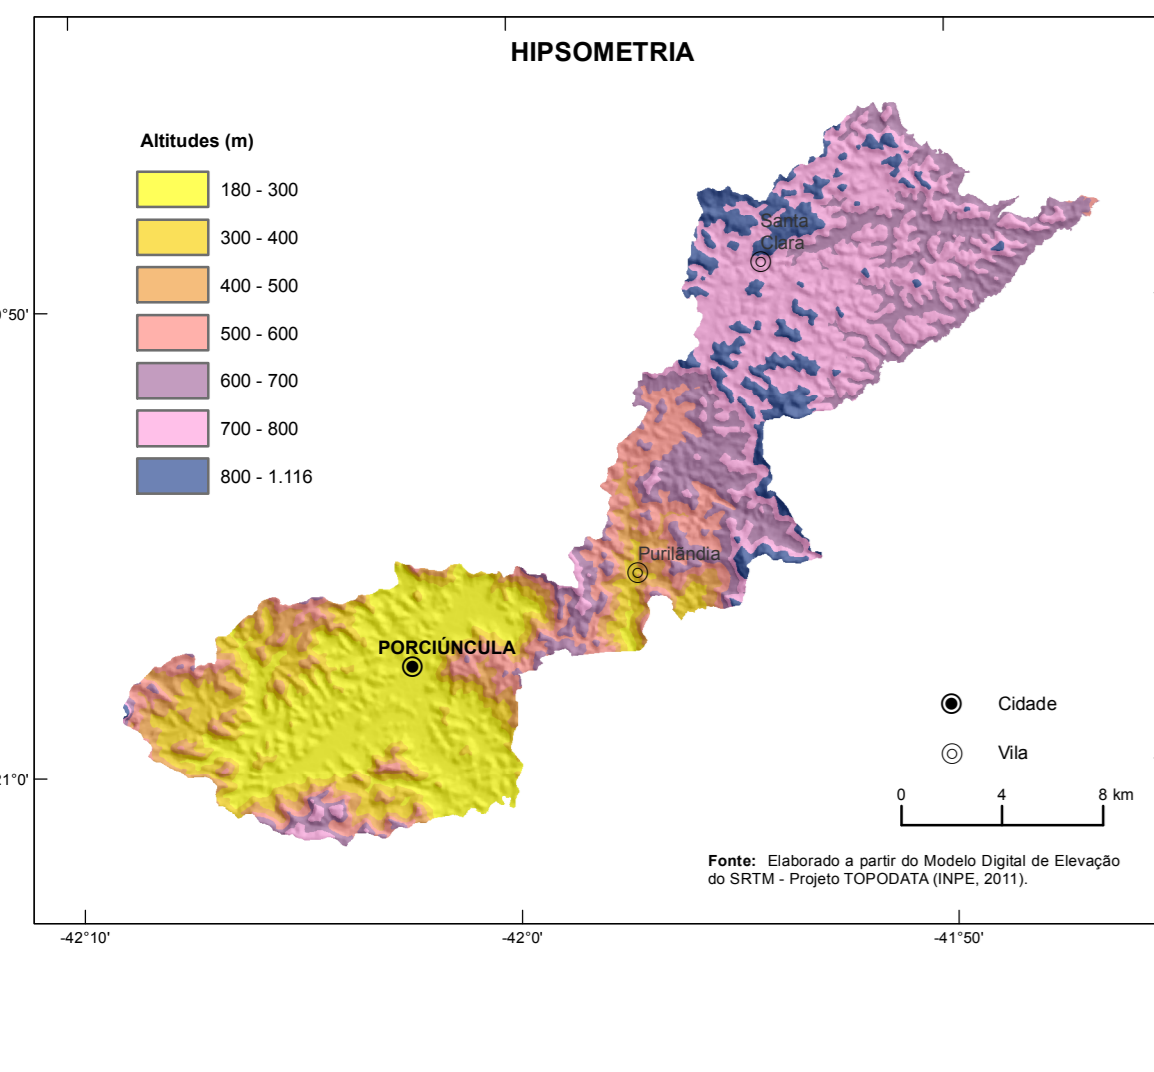 HIPSOMETRIA
Altitudes (m)
180 - 300
300 - 400
400 - 500
500 - 600
600 - 700
700 - 800
800 - 1.116
Santa
Clara
0°50'
Purilândia
PORCIÚNCULA
Cidade
Vila
21°0'
0 4 8 km
Fonte: Elaborado a partir do Modelo Digital de Elevação
do SRTM - Projeto TOPODATA (INPE, 2011).
-42°10' -42°0' -41°50'